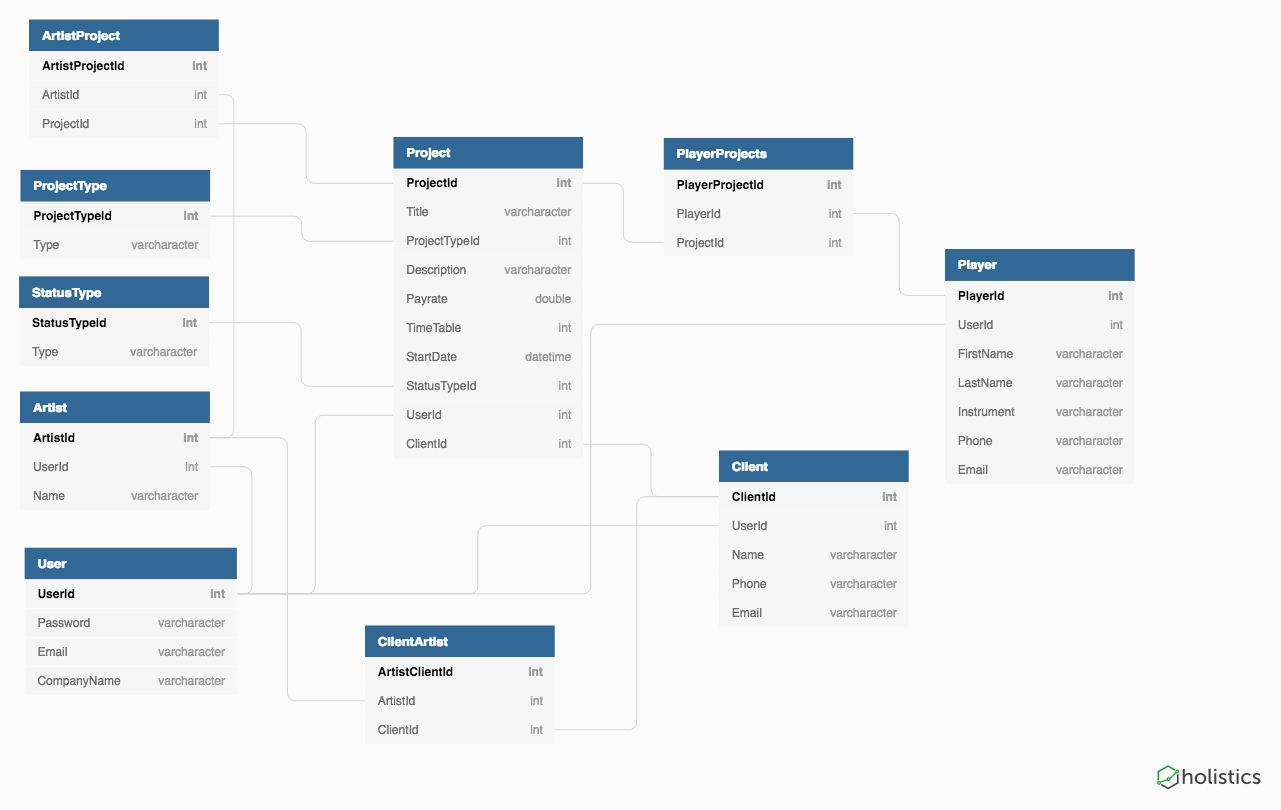 ArtistProject
ArtistProjectId int
ArtistId int
ProjectId int
ProjectType
ProjectTypeId int
Type varcharacter
StatusType
StatusTypeId int
Type varcharacter
Artist
ArtistId int
UserId int
Name varcharacter
User
UserId int
Password varcharacter
Email varcharacter
CompanyName varcharacter
Project
ProjectId int
Title varcharacter
ProjectTypeId int
Description varcharacter
Payrate double
TimeTable int
StartDate datetime
StatusTypeId int
UserId int
ClientId int
ClientArtist
ArtistClientId int
ArtistId int
ClientId int
PlayerProjects
PlayerProjectId int
PlayerId int
ProjectId int
Client
ClientId int
UserId int
Name varcharacter
Phone varcharacter
Email varcharacter
Player
PlayerId int
UserId int
FirstName varcharacter
LastName varcharacter
Instrument varcharacter
Phone varcharacter
Email varcharacter
holistics